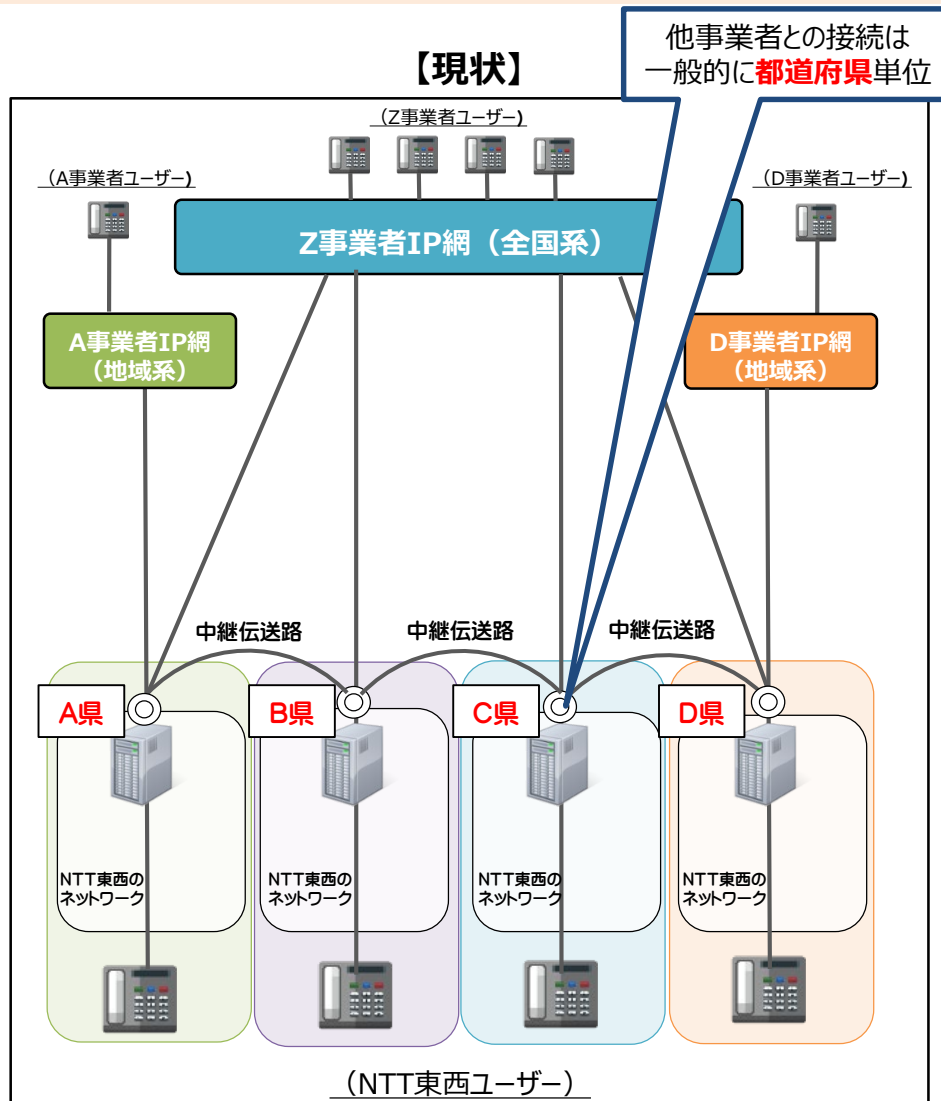 他事業者との接続は
一般的に都道府県単位
【現状】
（Z事業者ユーザー)
（A事業者ユーザー)
（D事業者ユーザー)
Z事業者IP網（全国系）
A事業者IP網
（地域系）
D事業者IP網
（地域系）
中継伝送路
中継伝送路
中継伝送路
A県
B県
C県
D県
NTT東西の
ネットワーク
NTT東西の
ネットワーク
NTT東西の
ネットワーク
NTT東西の
ネットワーク
（NTT東西ユーザー）